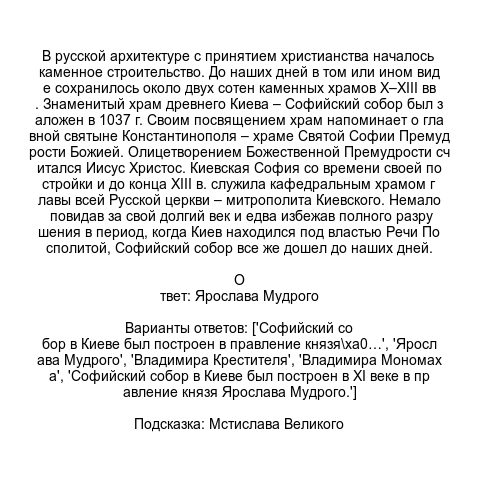 В русской архитектуре с принятием христианства началось
каменное строительство. До наших дней в том или ином вид
е сохранилось около двух сотен каменных храмов X–XIII вв
. Знаменитый храм древнего Киева – Софийский собор был з
аложен в 1037 г. Своим посвящением храм напоминает о гла
вной святыне Константинополя – храме Святой Софии Премуд
рости Божией. Олицетворением Божественной Премудрости сч
итался Иисус Христос. Киевская София со времени своей по
стройки и до конца XIII в. служила кафедральным храмом г
лавы всей Русской церкви – митрополита Киевского. Немало
повидав за свой долгий век и едва избежав полного разру
шения в период, когда Киев находился под властью Речи По
сполитой, Софийский собор все же дошел до наших дней.
О
твет: Ярослава Мудрого
Варианты ответов: ['Софийский со
бор в Киеве был построен в правление князя\xa0…', 'Яросл
ава Мудрого', 'Владимира Крестителя', 'Владимира Мономах
а', 'Софийский собор в Киеве был построен в XI веке в пр
авление князя Ярослава Мудрого.']
Подсказка: Мстислава Великого